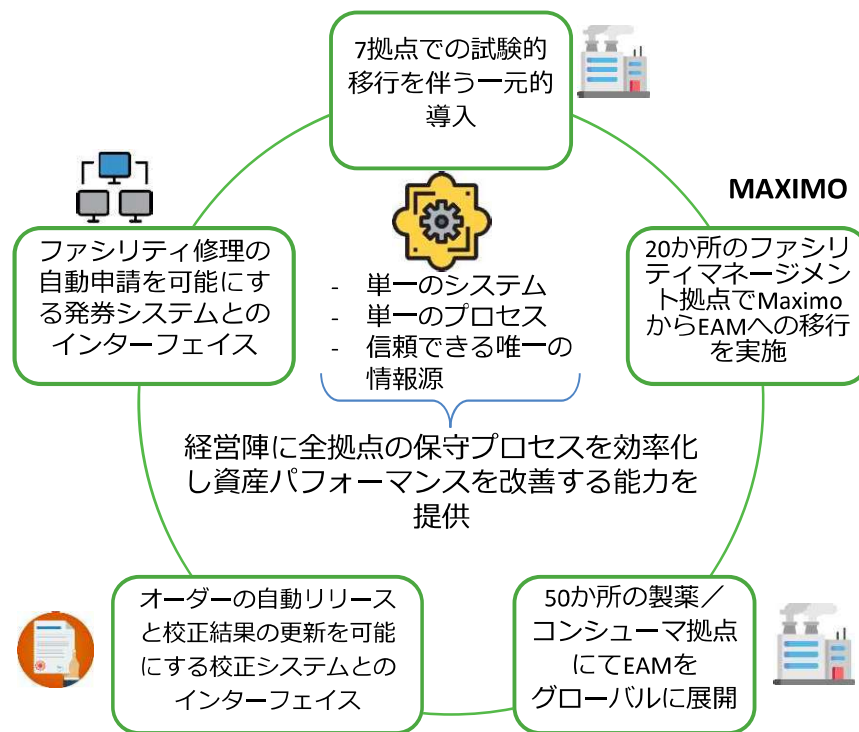 7拠点での試験的
移行を伴う一元的
導入
MAXIMO
20か所のファシリ
ティマネージメン
ト拠点でMaximo
からEAMへの移行
を実施
50か所の製薬／
コンシューマ拠点
にてEAMを
グローバルに展開
オーダーの自動リリース
と校正結果の更新を可能
にする校正システムとの
インターフェイス
ファシリティ修理の
自動申請を可能にす
る発券システムとの
インターフェイス
- 単一のシステム
- 単一のプロセス
- 信頼できる唯一の
情報源
経営陣に全拠点の保守プロセスを効率化
し資産パフォーマンスを改善する能力を
提供